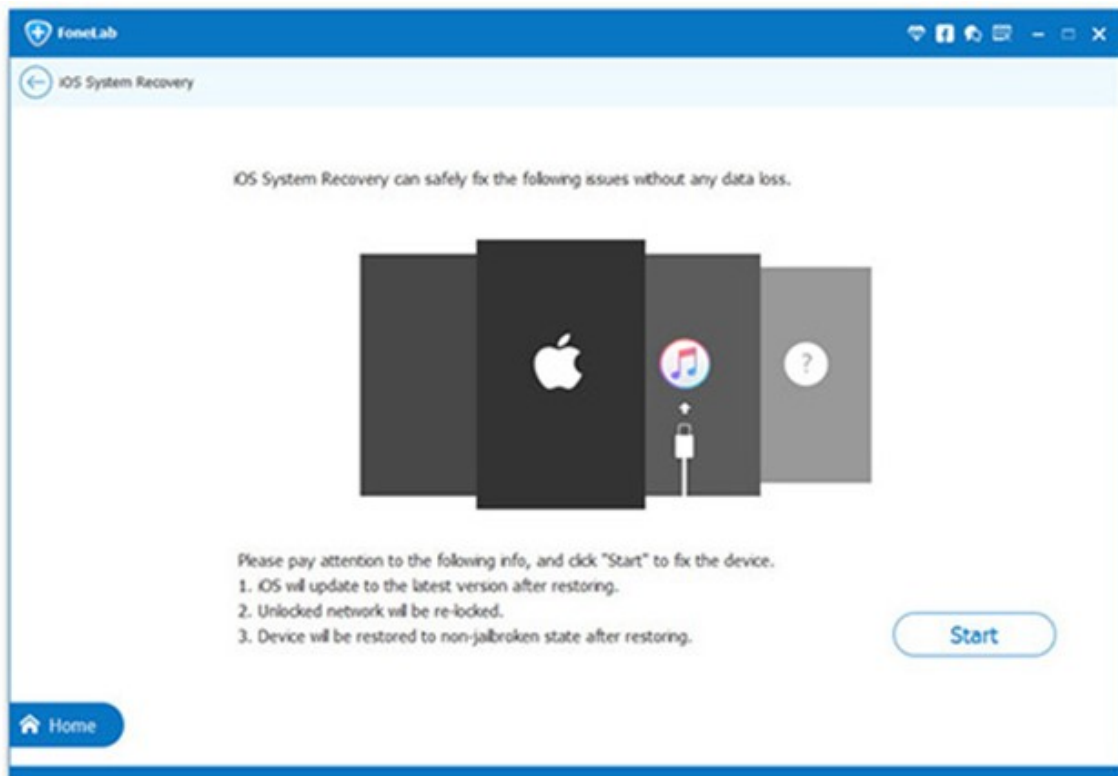 FoneLab
iOS System Recovery
iOS System Recovery can safely fix the following issues without any data loss.
?
Please pay attention to the following info, and click "Start" to fix the device.
1. iOS will update to the latest version after restoring.
2. Unlocked network will be re-locked.
3. Device will be restored to non-jailbroken state after restoring.
Start
Home